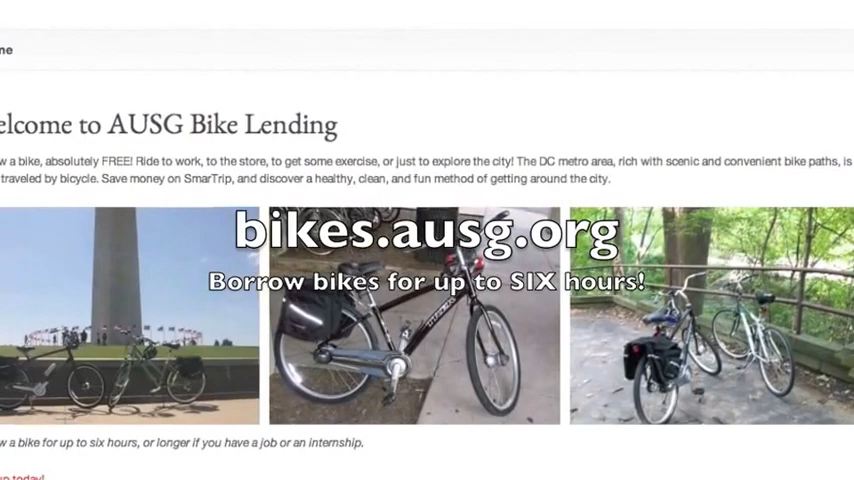 ne
elcome to AUSG Bike Lending
w a bike, absolutely FREE! Ride to work, to the store, to get some exercise, or just to explore the city! The DC metro area, rich with scenic and convenient bike paths, is
traveled by bicycle. Save money on SmarTrip, and discover a healthy, clean, and fun method of getting around the city.
bikes.ausg.org
Borrow bikes for up to SIX hours!
w a bike for up to six hours, or longer if you have a job or an internship.
up today!